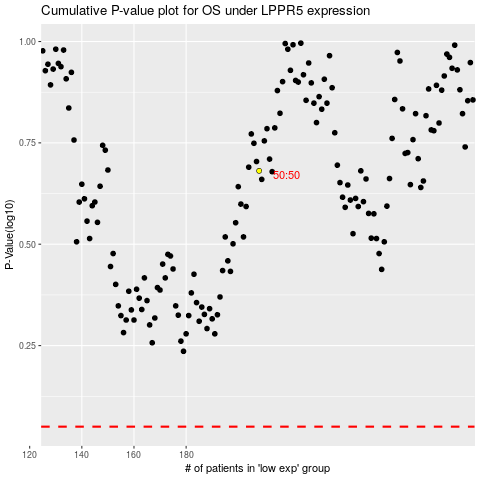 Cumulative P-value plot for OS under LPPR5 expression
1.00
0.75
0.50
0.25
P-Value(log10)
50:50
120 140 160 180
# of patients in 'low exp' group